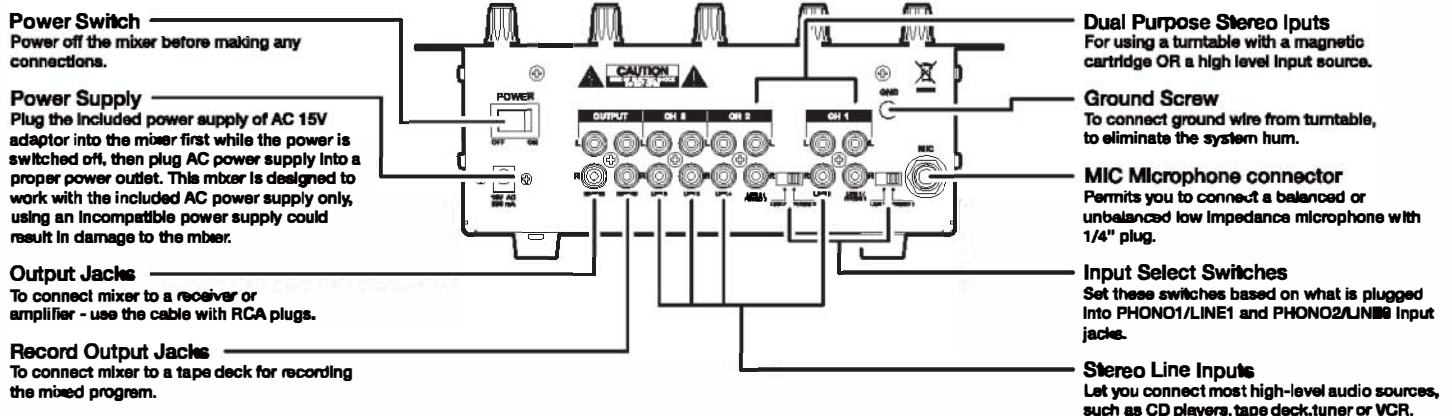 Power Switch
Power off the mixer before making any
connections.
Power Supply
Plug the included power supply of AC 15V
adaptor into the mixer first while the power is
switched off, then plug AC power supply into a
proper power outlet. This mixer is designed to
work with the included AC power supply only,
using an incompatible power supply could
result in damage to the mixer.
Output Jacks
To connect mixer to a receiver or
amplifier - use the cable with RCA plugs.
Record Output Jacks
To connect mixer to a tape deck for recording
the mixed program.
CAUTION
POWER
OFF ON
OUTPUT CH 3 CH 2 CH 1
GND
MIC
L L L L
R R R R
Dual Purpose Stereo Iputs
For using a turntable with a magnetic
cartridge OR a high level input source.
Ground Screw
To connect ground wire from turntable,
to eliminate the system hum.
MIC Microphone connector
Permits you to connect a balanced or
unbalanced low impedance microphone with
1/4" plug.
Input Select Switches
Set these switches based on what is plugged
into PHONO1/LINE1 and Input
jacks.
Stereo Line Inputs
Let you connect most high-level audio sources,
such as CD players,tape deck,tuner or VCR.